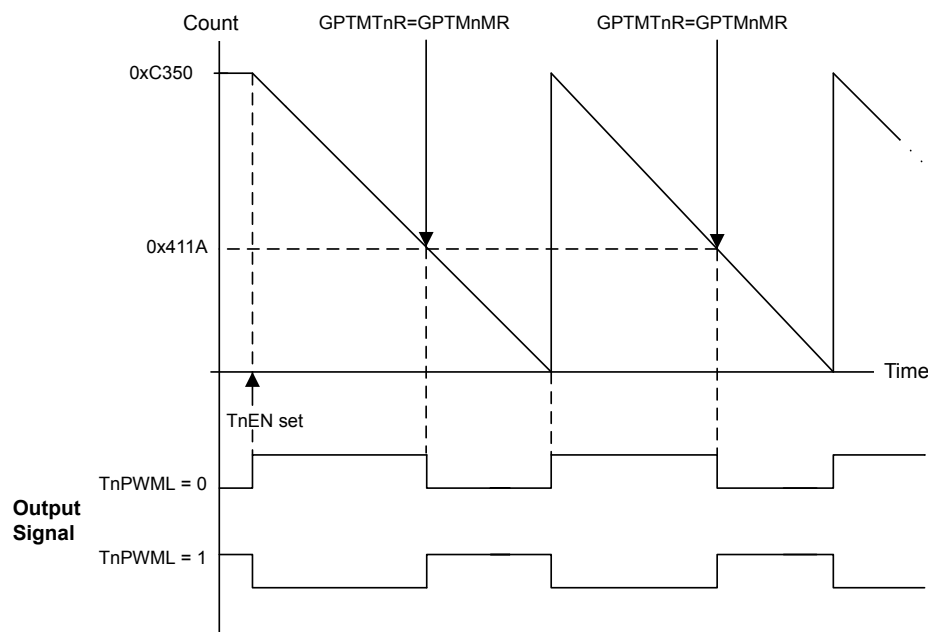 Count
GPTMTnR=GPTMnMR
GPTMTnR=GPTMnMR
0xC350
0x411A
Time
TnEN set
TnPWML = 0
Output
Signal
TnPWML = 1